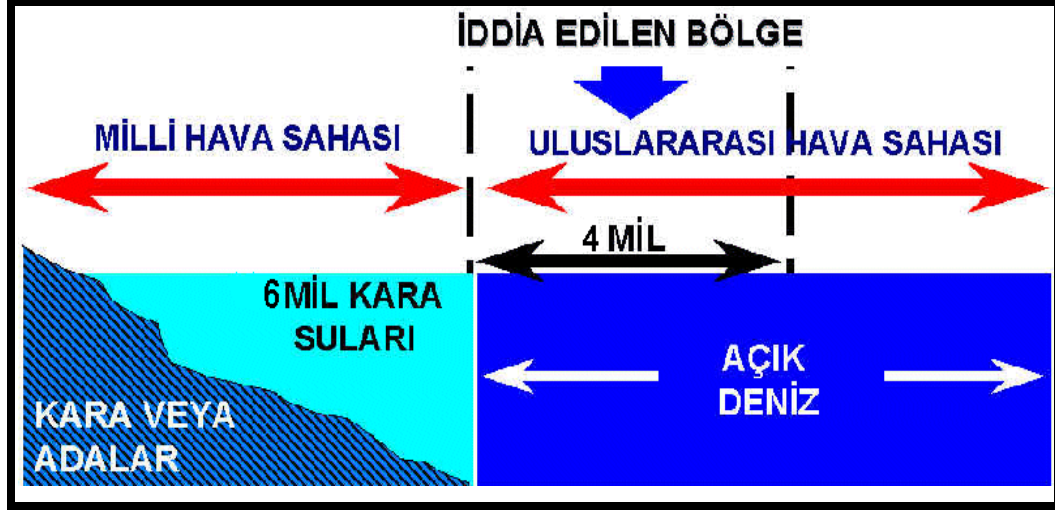 İDDİA EDİLEN BÖLGE
MİLLİ HAVA SAHASI
ULUSLARARASI HAVA SAHASI
4 MİL
6 MİL KARA
SULARI
AÇIK
DENİZ
KARA VEYA
ADALAR